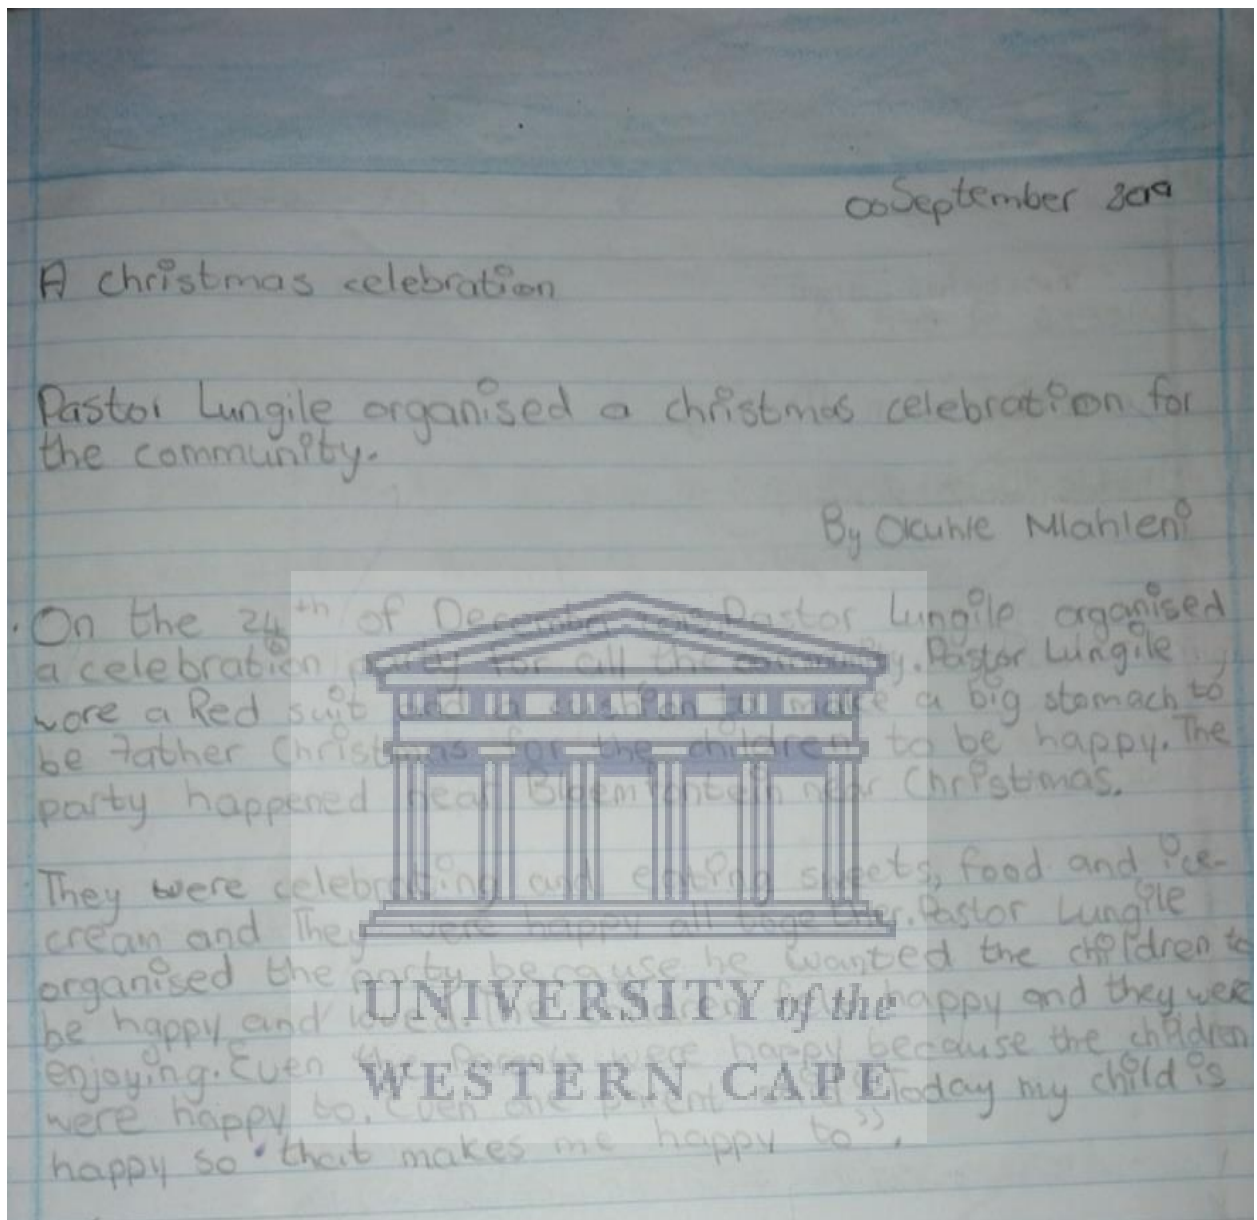 September 2019
A christmas celebration
Pastor Lungile organised a christmas celebration for
the community.
By Okuhle Mlahleni
On the 24th of December Pastor Lungile organised
a celebration party for all the community. Pastor Lungile
wore a Red suit and a cushion to make a big stomach to
be Father Christmas for the children to be happy. The
party happened near Bloemfontein near Christmas.
They were celebrating and eating sweets, food and ice-
cream and They were happy all together. Pastor Lungile
organised the party because he wanted the children to
be happy and loved. happy and they were
enjoying. Even the Parents were happy because the children
were happy to. Even one parent Today my child is
happy so that makes me happy to".
UNIVERSITY of the
WESTERN CAPE